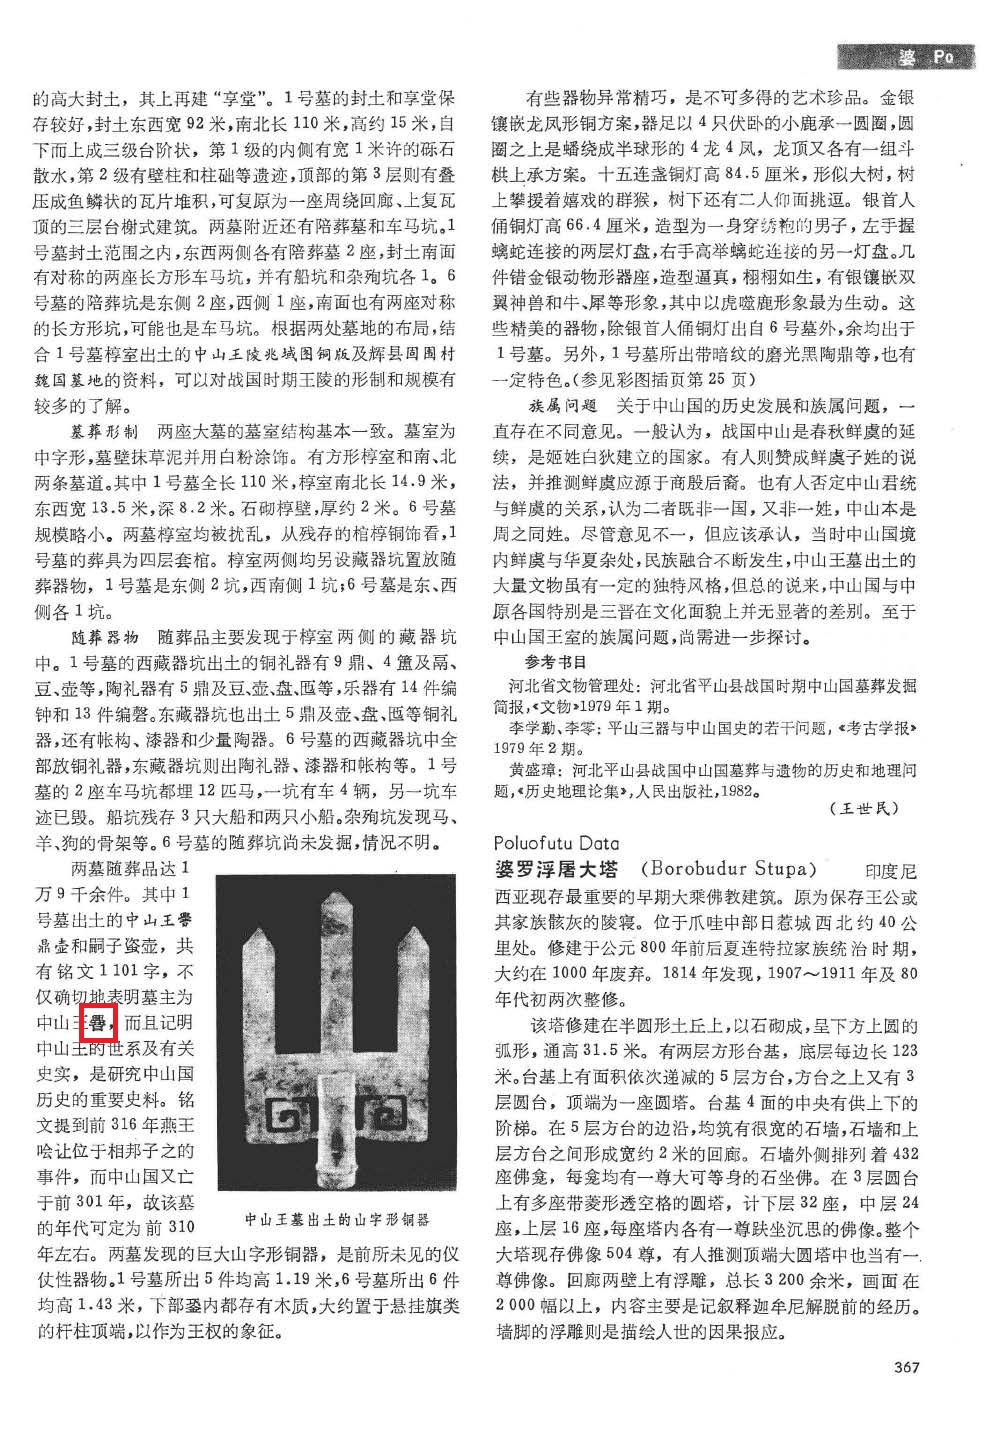 婆 Po
的高大封土，其上再建“享堂”。1号墓的封土和享堂保
存较好，封土东西宽92米，南北长110米，高约15米，自
下而上成三级台阶状，第1级的内侧有宽1米许的砾石
散水，第2级有壁柱和柱础等遗迹，顶部的第3层则有叠
压成鱼鳞状的瓦片堆积，可复原为一座周绕回廊、上复瓦
顶的三层台榭式建筑。两墓附近还有陪葬墓和车马坑。1
号墓封土范围之内，东西两侧各有陪葬墓2座，封土南面
有对称的两座长方形车马坑，并有船坑和杂殉坑各1。6
号墓的陪葬坑是东侧2座，西侧1座，南面也有两座对称
的长方形坑，可能也是车马坑。根据两处墓地的布局，结
合1号墓椁室出土的中山王陵兆域图铜版及辉县固围村
魏国墓地的资料，可以对战国时期王陵的形制和规模有
较多的了解。
墓葬形制 两座大墓的墓室结构基本一致。墓室为
中字形，墓壁抹草泥并用白粉涂饰。有方形椁室和南、北
两条墓道。其中1号墓全长110米，椁室南北长14.9米，
东西宽13.5米，深8.2米。石砌椁壁，厚约2米。6号墓
规模略小。两墓椁室均被扰乱，从残存的棺椁铜饰看，1
号墓的葬具为四层套棺。椁室两侧均另设藏器坑置放随
葬器物，1号墓是东侧2坑，西南侧1坑；6号墓是东、西
侧各1坑。
随葬器物 随葬品主要发现于椁室两侧的藏器坑
中。1号墓的西藏器坑出土的铜礼器有9鼎、4簠及鬲、
豆、壶等，陶礼器有5鼎及豆、壶、盘、匜等，乐器有14件编
钟和13件编磬。东藏器坑也出土5鼎及壶、盘、匜等铜礼
器，还有帐构、漆器和少量陶器。6号墓的西藏器坑中全
部放铜礼器，东藏器坑则出陶礼器、漆器和帐构等。1号
墓的2座车马坑都埋12匹马，一坑有车4辆，另一坑车
迹已毁。船坑残存3只大船和两只小船。杂殉坑发现马、
羊、狗的骨架等。6号墓的随葬坑尚未发掘，情况不明。
两墓随葬品达1
万9千余件。其中1
号墓出土的中山王
鼎壶和嗣子𧊒壶，共
有铭文1101字，不
仅确切地表明墓主为
中山王，而且记明
中山王的世系及有关
史实，是研究中山国
历史的重要史料。铭
文提到前316年燕王
哙让位于相邦子之的
事件，而中山国又亡
于前301年，故该墓
的年代可定为前310
中山王墓出土的山字形铜器
年左右。两墓发现的巨大山字形铜器，是前所未见的仪
仗性器物。1号墓所出5件均高1.19米，6号墓所出6件
均高1.43米，下部銎内都存有木质，大约置于悬挂旗类
的杆柱顶端，以作为王权的象征。
有些器物异常精巧，是不可多得的艺术珍品。金银
镶嵌龙凤形铜方案，器足以4只伏卧的小鹿承一圆圈，圆
圈之上是蟠绕成半球形的4龙4凤，龙顶又各有一组斗
栱上承方案。十五连盏铜灯高84.5厘米，形似大树，树
上攀援着嬉戏的群猴，树下还有二人仰面挑逗。银首人
俑铜灯高66.4厘米，造型为一身穿绣袍的男子，左手握
螭蛇连接的两层灯盘，右手高举螭蛇连接的另一灯盘。几
件错金银动物形器座，造型逼真，栩栩如生，有银镶嵌双
翼神兽和牛、犀等形象，其中以虎噬鹿形象最为生动。这
些精美的器物，除银首人俑铜灯出自6号墓外，余均出于
1号墓。另外，1号墓所出带暗纹的磨光黑陶鼎等，也有
一定特色。(参见彩图插页第25页)
族属问题 关于中山国的历史发展和族属问题，一
直存在不同意见。一般认为，战国中山是春秋鲜虞的延
续，是姬姓白狄建立的国家。有人则赞成鲜虞子姓的说
法，并推测鲜虞应源于商殷后裔。也有人否定中山君统
与鲜虞的关系，认为二者既非一国，又非一姓，中山本是
周之同姓。尽管意见不一，但应该承认，当时中山国境
内鲜虞与华夏杂处，民族融合不断发生，中山王墓出土的
大量文物虽有一定的独特风格，但总的说来，中山国与中
原各国特别是三晋在文化面貌上并无显著的差别。至于
中山国王室的族属问题，尚需进一步探讨。
参考书目
河北省文物管理处：河北省平山县战国时期中山国墓葬发掘
简报，《文物》1979年1期。
李学勤、李零：平山三器与中山国史的若干问题，《考古学报》
1979年2期。
黄盛璋：河北平山县战国中山国墓葬与遗物的历史和地理问
题，《历史地理论集》，人民出版社，1982。
(王世民)
Poluofutu Data
婆罗浮屠大塔 (Borobudur Stupa) 印度尼
西亚现存最重要的早期大乘佛教建筑。原为保存王公或
其家族骸灰的陵寝。位于爪哇中部日惹城西北约40公
里处。修建于公元800年前后夏连特拉家族统治时期，
大约在1000年废弃。1814年发现，1907～1911年及80
年代初两次整修。
该塔修建在半圆形土丘上，以石砌成，呈下方上圆的
弧形，通高31.5米。有两层方形台基，底层每边长123
米。台基上有面积依次递减的5层方台，方台之上又有3
层圆台，顶端为一座圆塔。台基4面的中央有供上下的
阶梯。在5层方台的边沿，均筑有很宽的石墙，石墙和上
层方台之间形成宽约2米的回廊。石墙外侧排列着432
座佛龛，每龛均有一尊大可等身的石坐佛。在3层圆台
上有多座带菱形透空格的圆塔，计下层32座，中层24
座，上层16座，每座塔内各有一尊趺坐沉思的佛像。整个
大塔现存佛像504尊，有人推测顶端大圆塔中也当有一
尊佛像。回廊两壁上有浮雕，总长3200余米，画面在
2000幅以上，内容主要是记叙释迦牟尼解脱前的经历。
墙脚的浮雕则是描绘人世的因果报应。
367